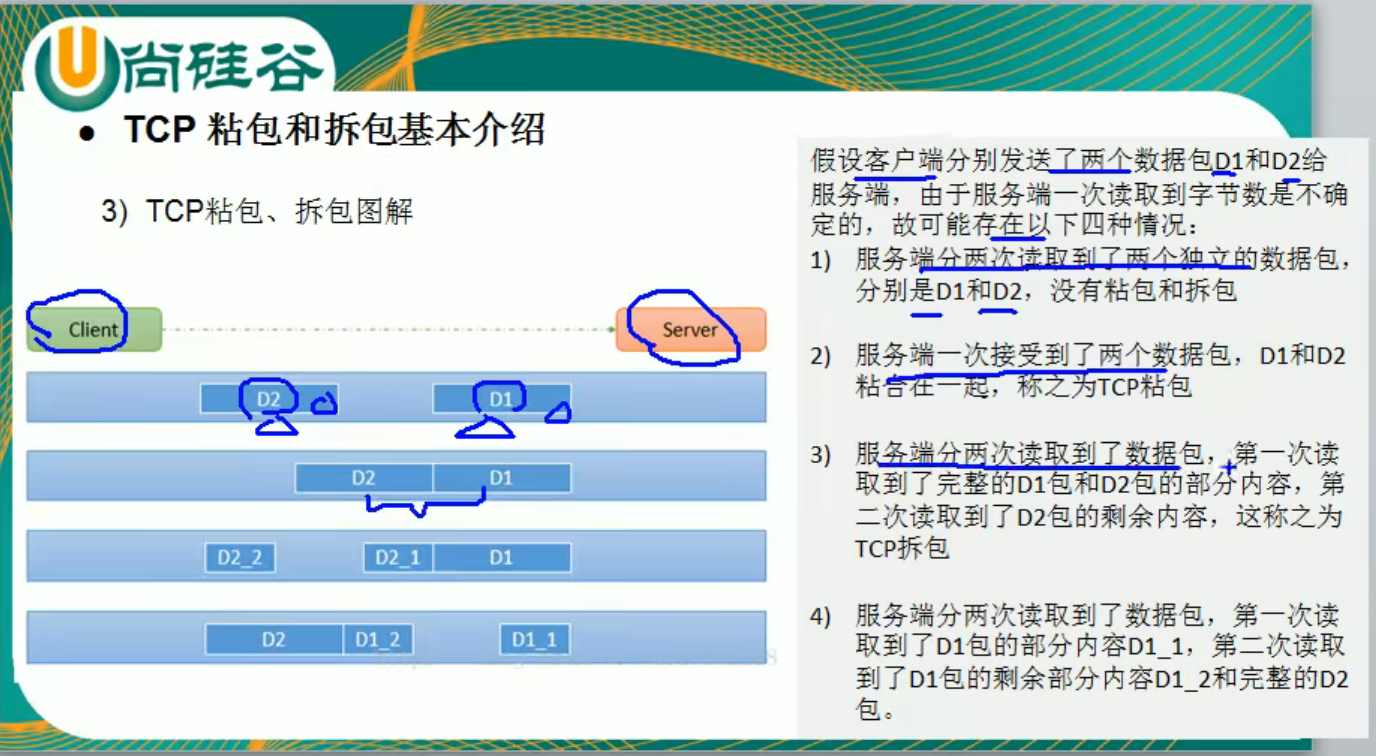 尚硅谷
● TCP 粘包和拆包基本介绍
3) TCP粘包、拆包图解
Client
Server
D2
D1
D2
D1
D2_2
D2_1
D1
D2
D1_2
D1_1
假设客户端分别发送了两个数据包D1和D2给
服务端，由于服务端一次读取到字节数是不确
定的，故可能存在以下四种情况：
1) 服务端分两次读取到了两个独立的数据包，
分别是D1和D2，没有粘包和拆包
2) 服务端一次接受到了两个数据包，D1和D2
粘合在一起，称之为TCP粘包
3) 服务端分两次读取到了数据包，第一次读
取到了完整的D1包和D2包的部分内容，第
二次读取到了D2包的剩余内容，这称之为
TCP拆包
4) 服务端分两次读取到了数据包，第一次读
取到了D1包的部分内容D1_1，第二次读取
到了D1包的剩余部分内容D1_2和完整的D2
包。